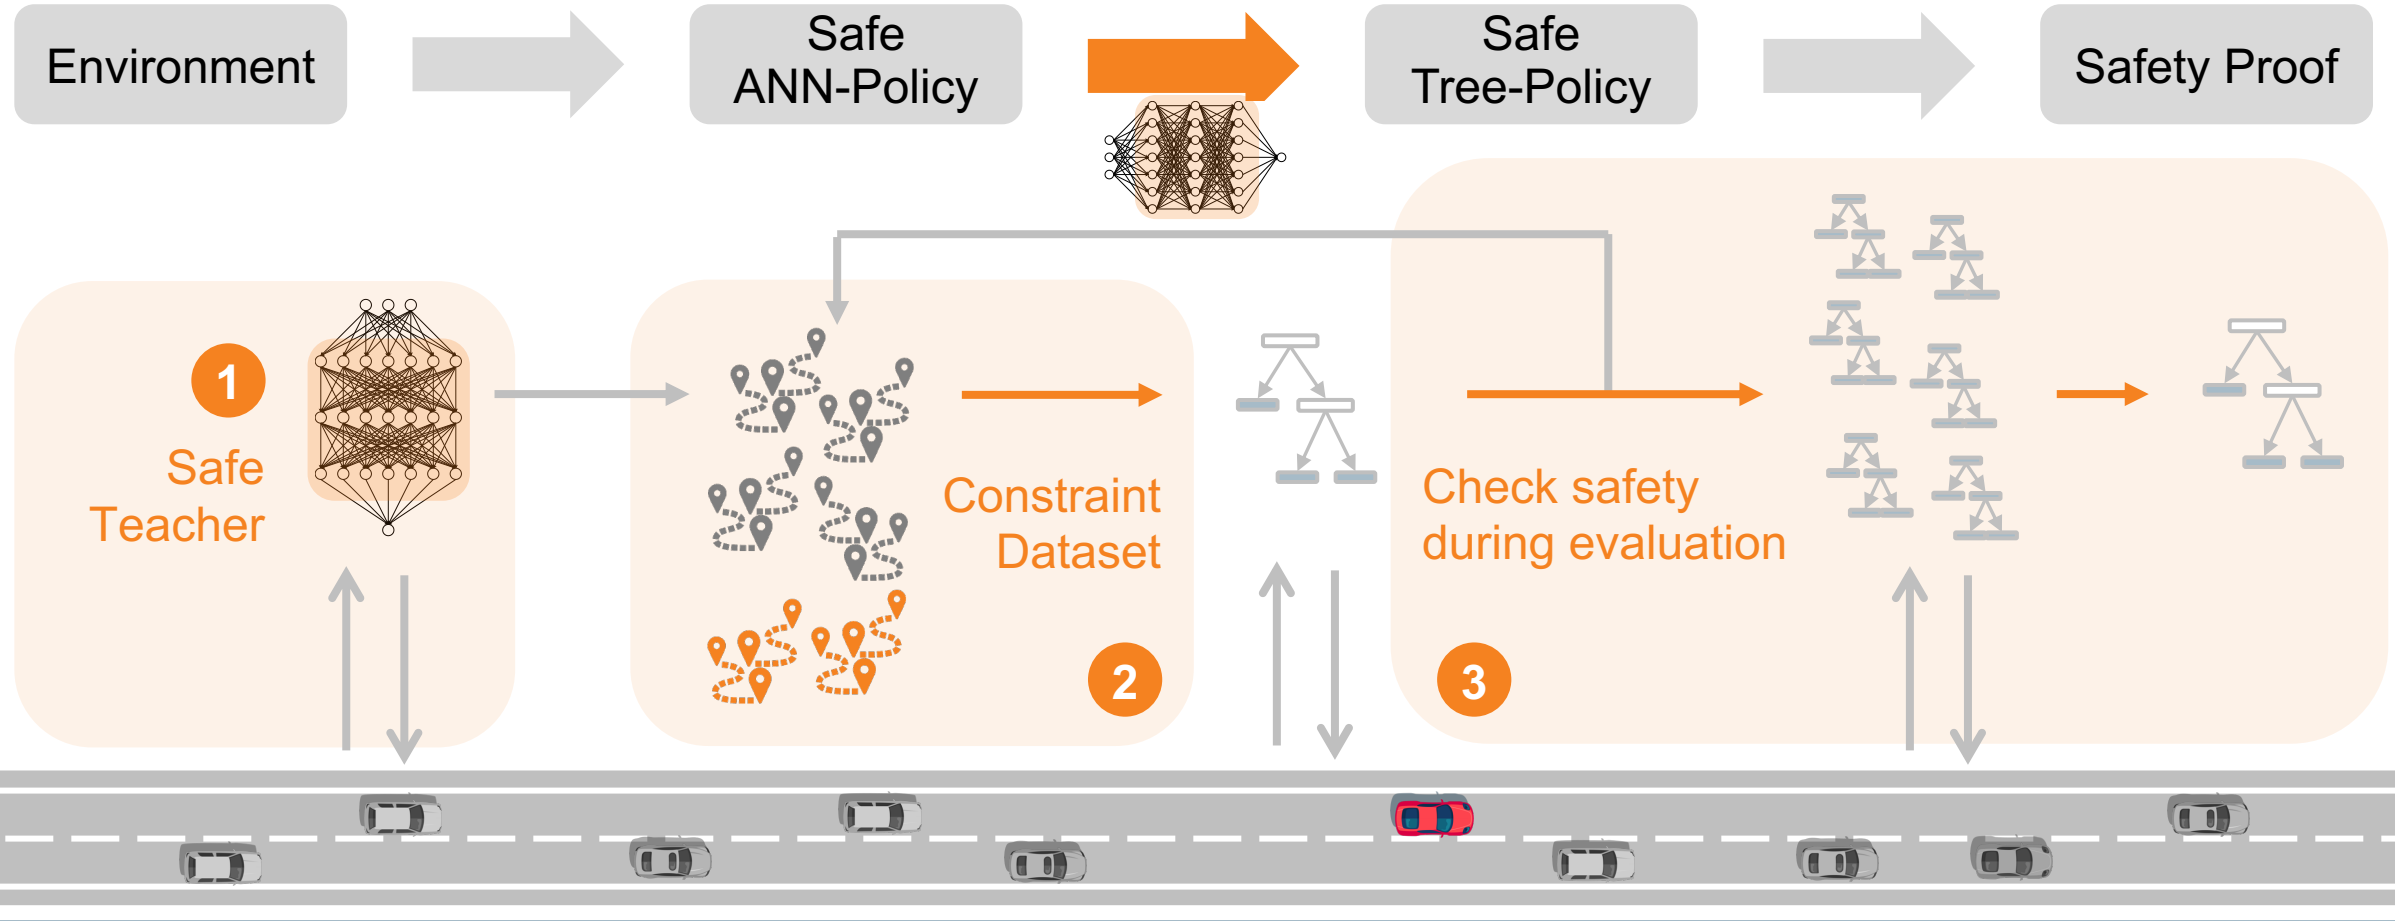 Environment
Safe
ANN-Policy
Safe
Tree-Policy
Safety Proof
1
Safe
Teacher
Constraint
Dataset
2
Check safety
during evaluation
3